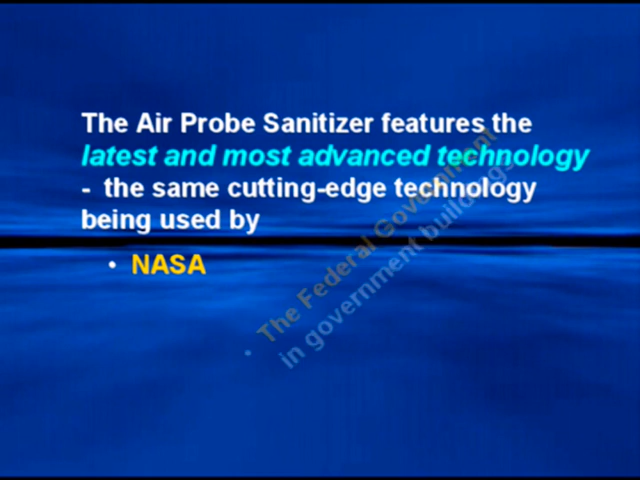 The Air Probe Sanitizer features the
latest and most advanced technology
- the same cutting-edge technology
being used by
• NASA
• The Federal Government
in government buildings